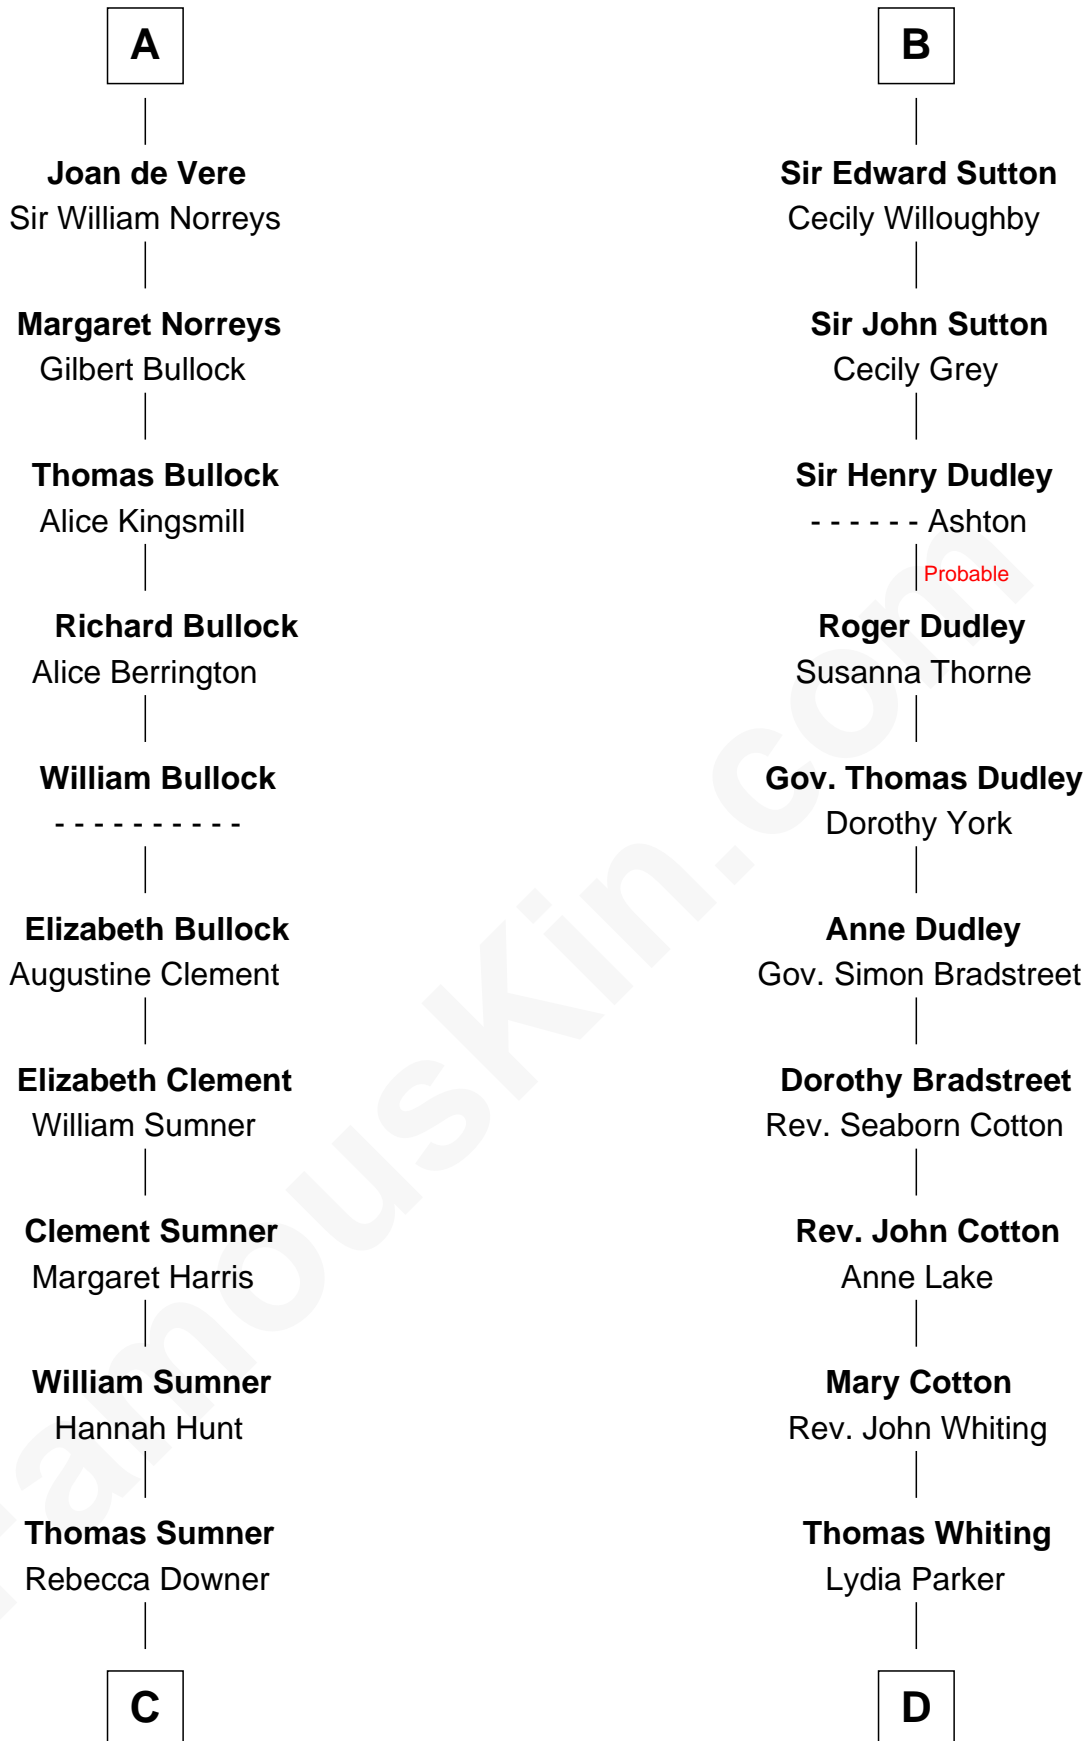 A
Joan de Vere
Sir William Norreys
Margaret Norreys
Gilbert Bullock
Thomas Bullock
Alice Kingsmill
Richard Bullock
Alice Berrington
William Bullock
- - - - - - - - - -
Elizabeth Bullock
Augustine Clement
Elizabeth Clement
William Sumner
Clement Sumner
Margaret Harris
William Sumner
Hannah Hunt
Thomas Sumner
Rebecca Downer
C
B
Sir Edward Sutton
Cecily Willoughby
Sir John Sutton
Cecily Grey
Sir Henry Dudley
- - - - - - Ashton
Probable
Roger Dudley
Susanna Thorne
Gov. Thomas Dudley
Dorothy York
Anne Dudley
Gov. Simon Bradstreet
Dorothy Bradstreet
Rev. Seaborn Cotton
Rev. John Cotton
Anne Lake
Mary Cotton
Rev. John Whiting
Thomas Whiting
Lydia Parker
D
FamousKin.com